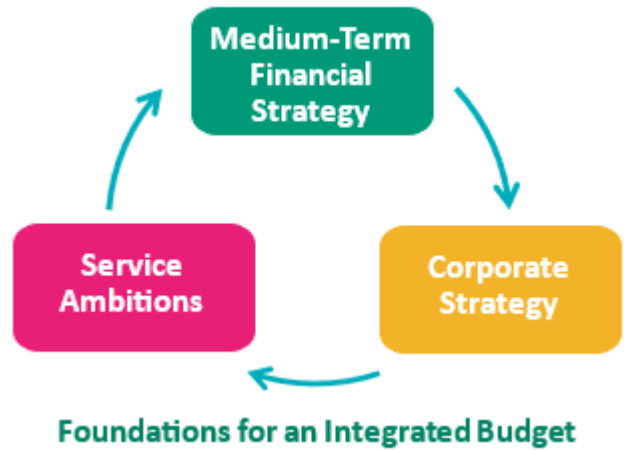 Medium-Term
Financial
Strategy
Service
Ambitions
Corporate
Strategy
Foundations for an Integrated Budget